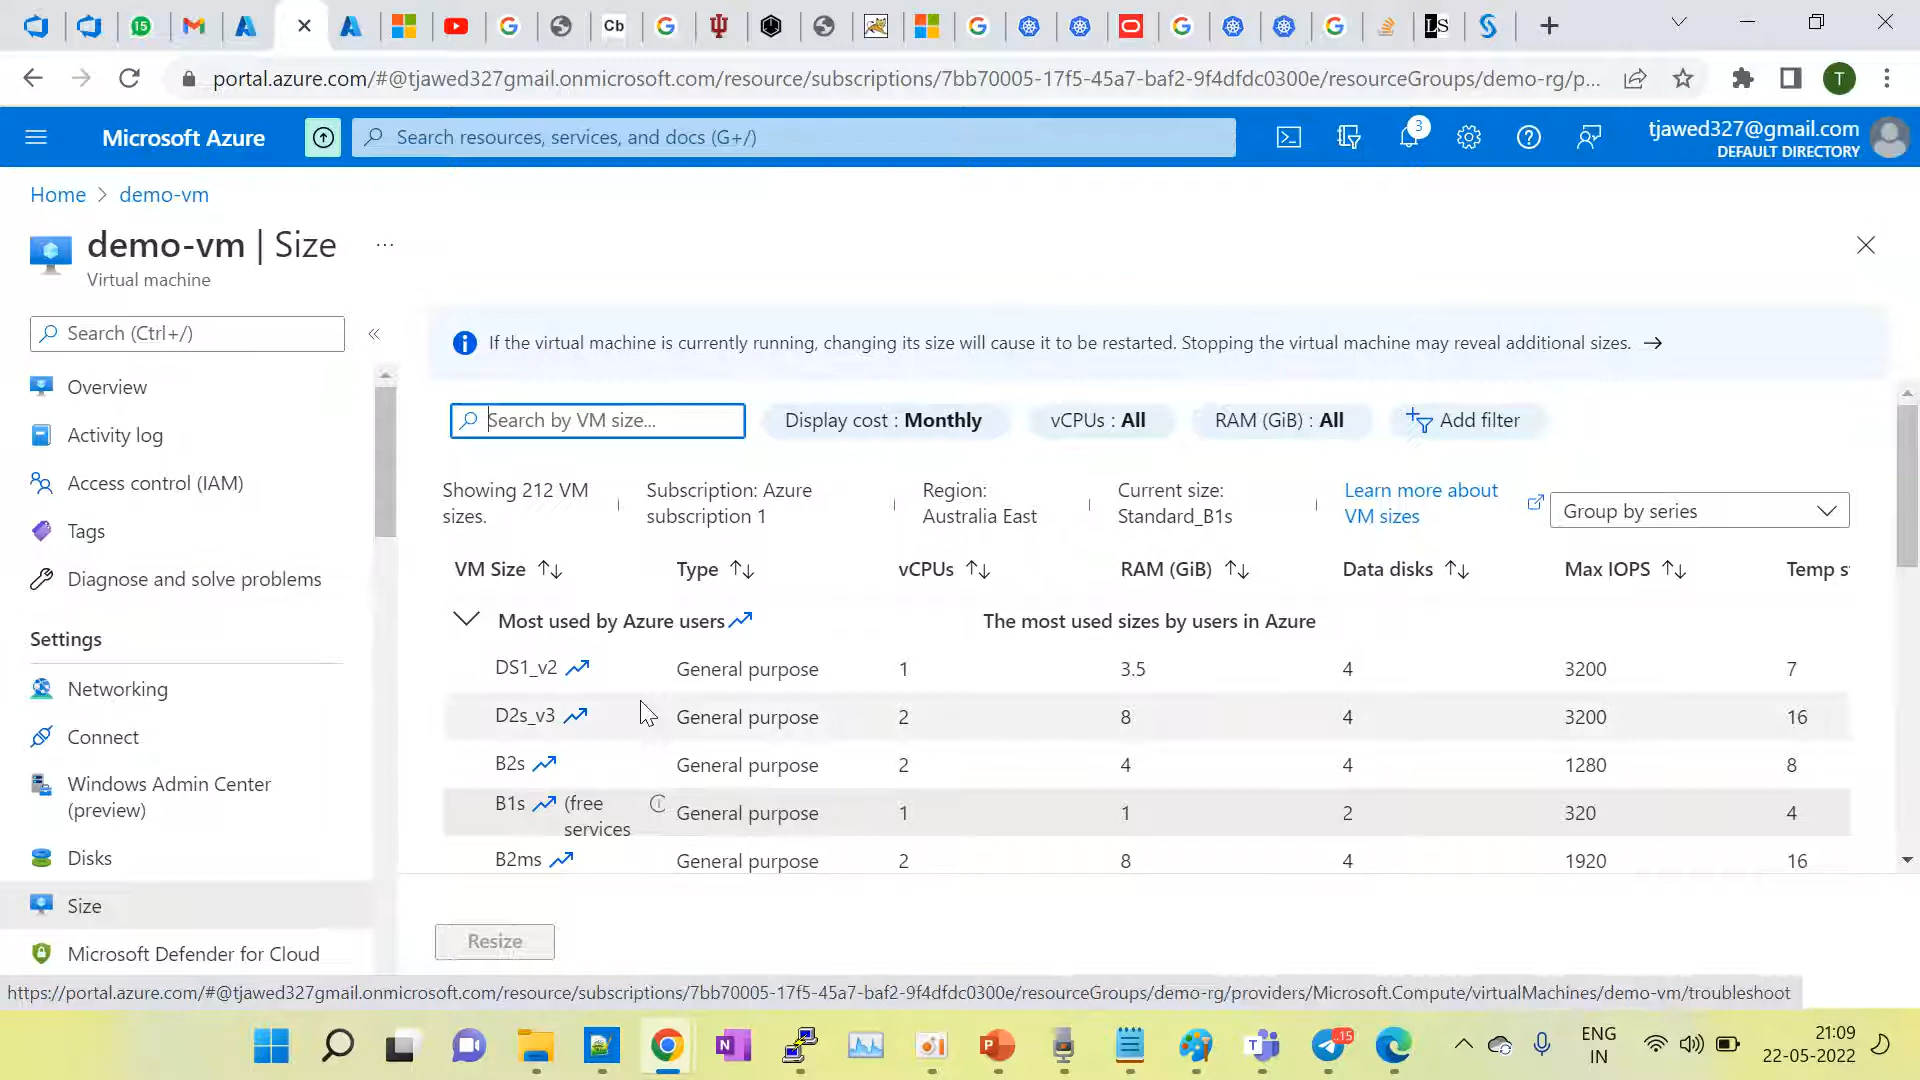 15
Cb
LS
portal.azure.com/#@tjawed327gmail.onmicrosoft.com/resource/subscriptions/7bb70005-17f5-45a7-baf2-9f4dfdc0300e/resourceGroups/demo-rg/p...
T
Microsoft Azure
Search resources, services, and docs (G+/)
3
tjawed327@gmail.com
DEFAULT DIRECTORY
Home > demo-vm
demo-vm | Size ...
Virtual machine
Search (Ctrl+/)
«
Overview
Activity log
Access control (IAM)
Tags
Diagnose and solve problems
Settings
Networking
Connect
Windows Admin Center
(preview)
Disks
Size
Microsoft Defender for Cloud
If the virtual machine is currently running, changing its size will cause it to be restarted. Stopping the virtual machine may reveal additional sizes. →
Search by VM size...
Display cost : Monthly
vCPUs : All
RAM (GiB) : All
Add filter
Showing 212 VM
sizes.
Subscription: Azure
subscription 1
Region:
Australia East
Current size:
Standard_B1s
Learn more about
VM sizes
Group by series
VM Size ↑↓ Type ↑↓ vCPUs ↑↓ RAM (GiB) ↑↓ Data disks ↑↓ Max IOPS ↑↓ Temp s
Most used by Azure users The most used sizes by users in Azure
DS1_v2 General purpose 1 3.5 4 3200 7
D2s_v3 General purpose 2 8 4 3200 16
B2s General purpose 2 4 4 1280 8
B1s (free
services
General purpose 1 1 2 320 4
B2ms General purpose 2 8 4 1920 16
Resize
https://portal.azure.com/#@tjawed327gmail.onmicrosoft.com/resource/subscriptions/7bb70005-17f5-45a7-baf2-9f4dfdc0300e/resourceGroups/demo-rg/providers/Microsoft.Compute/virtualMachines/demo-vm/troubleshoot
15
ENG
IN
21:09
22-05-2022